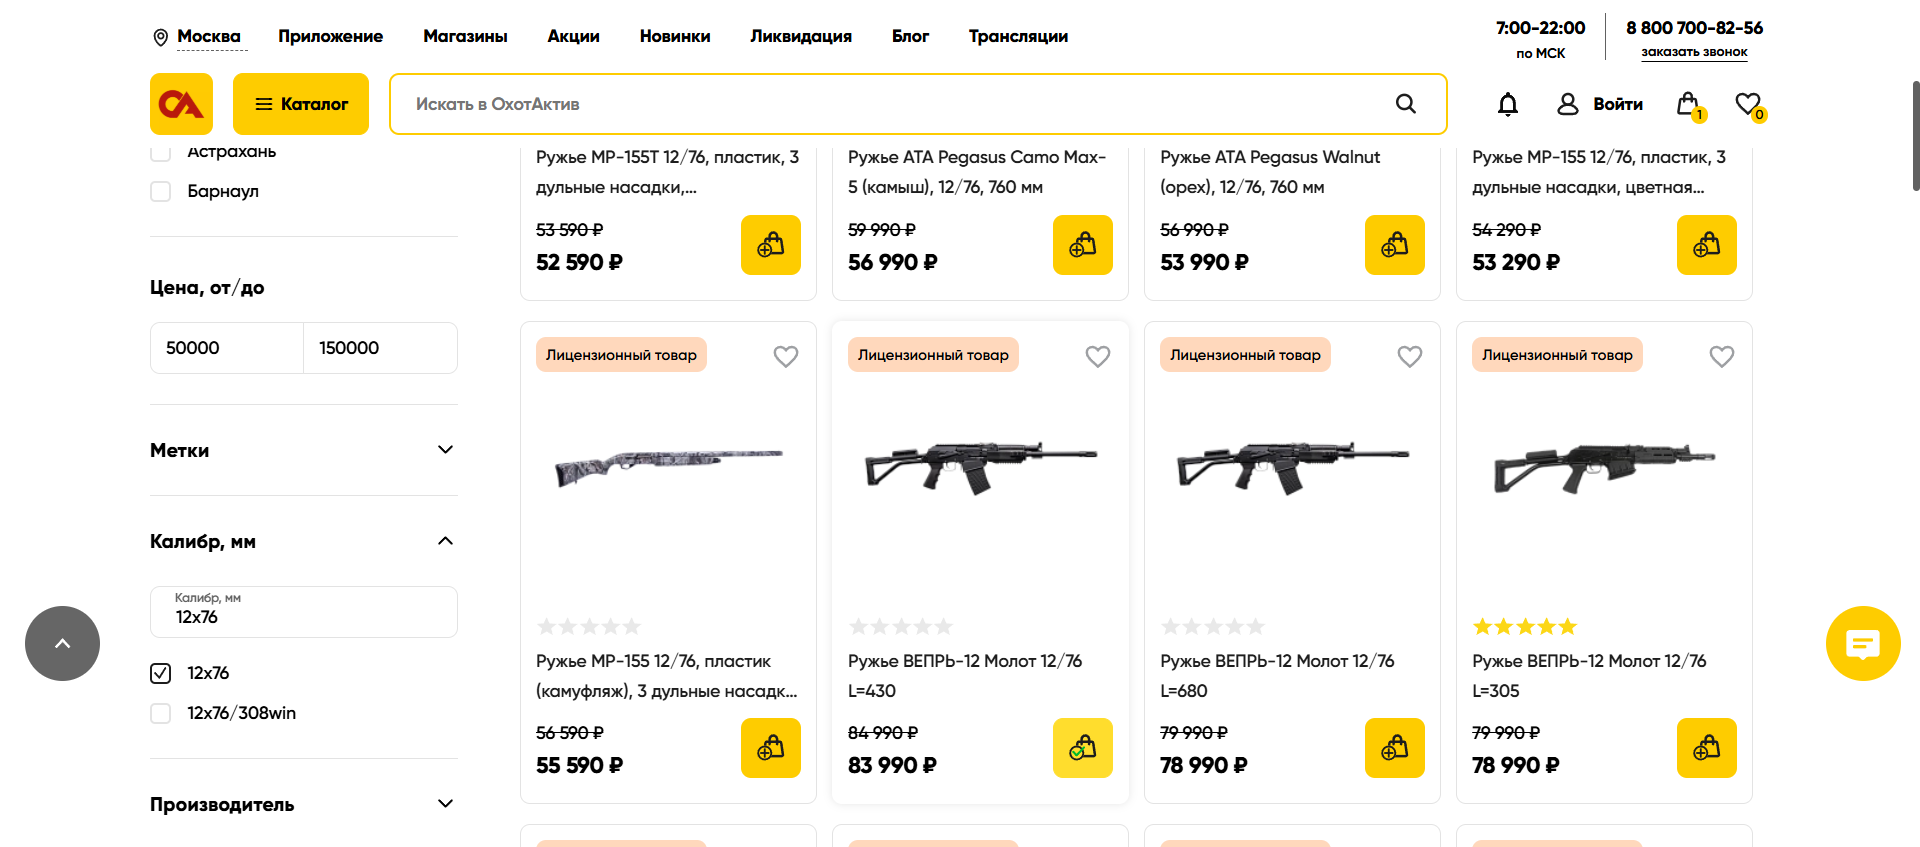 Москва
Приложение
Магазины
Акции
Новинки
Ликвидация
Блог
Трансляции
7:00-22:00
по МСК
8 800 700-82-56
заказать звонок
СА
Каталог
Искать в ОхотАктив
Войти
1
0
Астрахань
Барнаул
Цена, от/до
50000
150000
Метки
Калибр, мм
Калибр, мм
12x76
12x76
12x76/308win
Производитель
Ружье МР-155Т 12/76, пластик, 3
дульные насадки,...
53 590 ₽
52 590 ₽
Ружье ATA Pegasus Camo Max-
5 (камыш), 12/76, 760 мм
59 990 ₽
56 990 ₽
Ружье ATA Pegasus Walnut
(орех), 12/76, 760 мм
56 990 ₽
53 990 ₽
Ружье МР-155 12/76, пластик, 3
дульные насадки, цветная...
54 290 ₽
53 290 ₽
Лицензионный товар
Ружье МР-155 12/76, пластик
(камуфляж), 3 дульные насадк...
56 590 ₽
55 590 ₽
Лицензионный товар
Ружье ВЕПРЬ-12 Молот 12/76
L=430
84 990 ₽
83 990 ₽
Лицензионный товар
Ружье ВЕПРЬ-12 Молот 12/76
L=680
79 990 ₽
78 990 ₽
Лицензионный товар
Ружье ВЕПРЬ-12 Молот 12/76
L=305
79 990 ₽
78 990 ₽